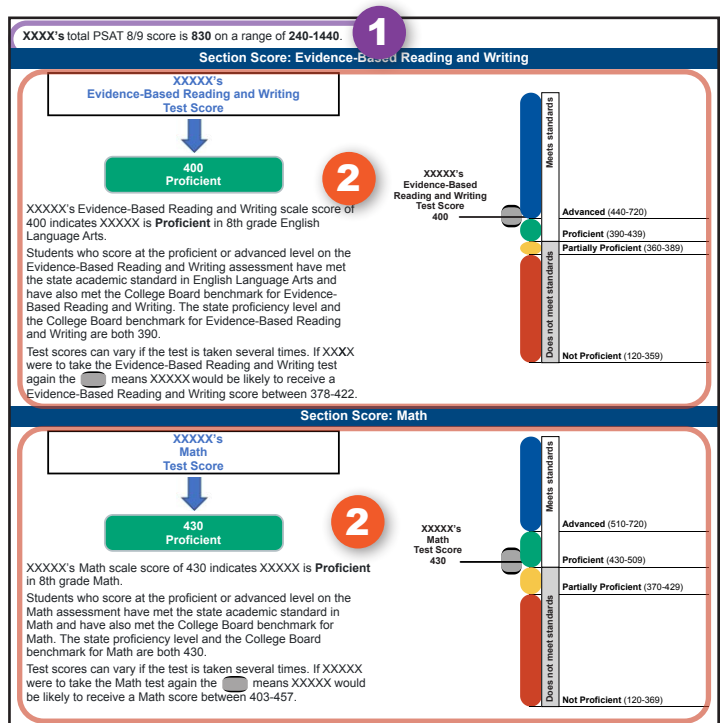 XXXX's total PSAT 8/9 score is 830 on a range of 240-1440.
1
Section Score: Evidence-Based Reading and Writing
XXXXX's
Evidence-Based Reading and Writing
Test Score
400
Proficient
2
XXXXX's Evidence-Based Reading and Writing scale score of
400 indicates XXXXX is Proficient in 8th grade English
Language Arts.
Students who score at the proficient or advanced level on the
Evidence-Based Reading and Writing assessment have met
the state academic standard in English Language Arts and
have also met the College Board benchmark for Evidence-
Based Reading and Writing. The state proficiency level and
the College Board benchmark for Evidence-Based Reading
and Writing are both 390.
Test scores can vary if the test is taken several times. If XXXX
were to take the Evidence-Based Reading and Writing test
again the means XXXXX would be likely to receive a
Evidence-Based Reading and Writing score between 378-422.
XXXXX's
Evidence-Based
Reading and Writing
Test Score
400
Meets standards
Does not meet standards
Advanced (440-720)
Proficient (390-439)
Partially Proficient (360-389)
Not Proficient (120-359)
Section Score: Math
XXXXX's
Math
Test Score
430
Proficient
2
XXXXX's Math scale score of 430 indicates XXXXX is Proficient
in 8th grade Math.
Students who score at the proficient or advanced level on the
Math assessment have met the state academic standard in
Math and have also met the College Board benchmark for
Math. The state proficiency level and the College Board
benchmark for Math are both 430.
Test scores can vary if the test is taken several times. If XXXXX
were to take the Math test again the means XXXXX would
be likely to receive a Math score between 403-457.
XXXXX's
Math
Test Score
430
Meets standards
Does not meet standards
Advanced (510-720)
Proficient (430-509)
Partially Proficient (370-429)
Not Proficient (120-369)